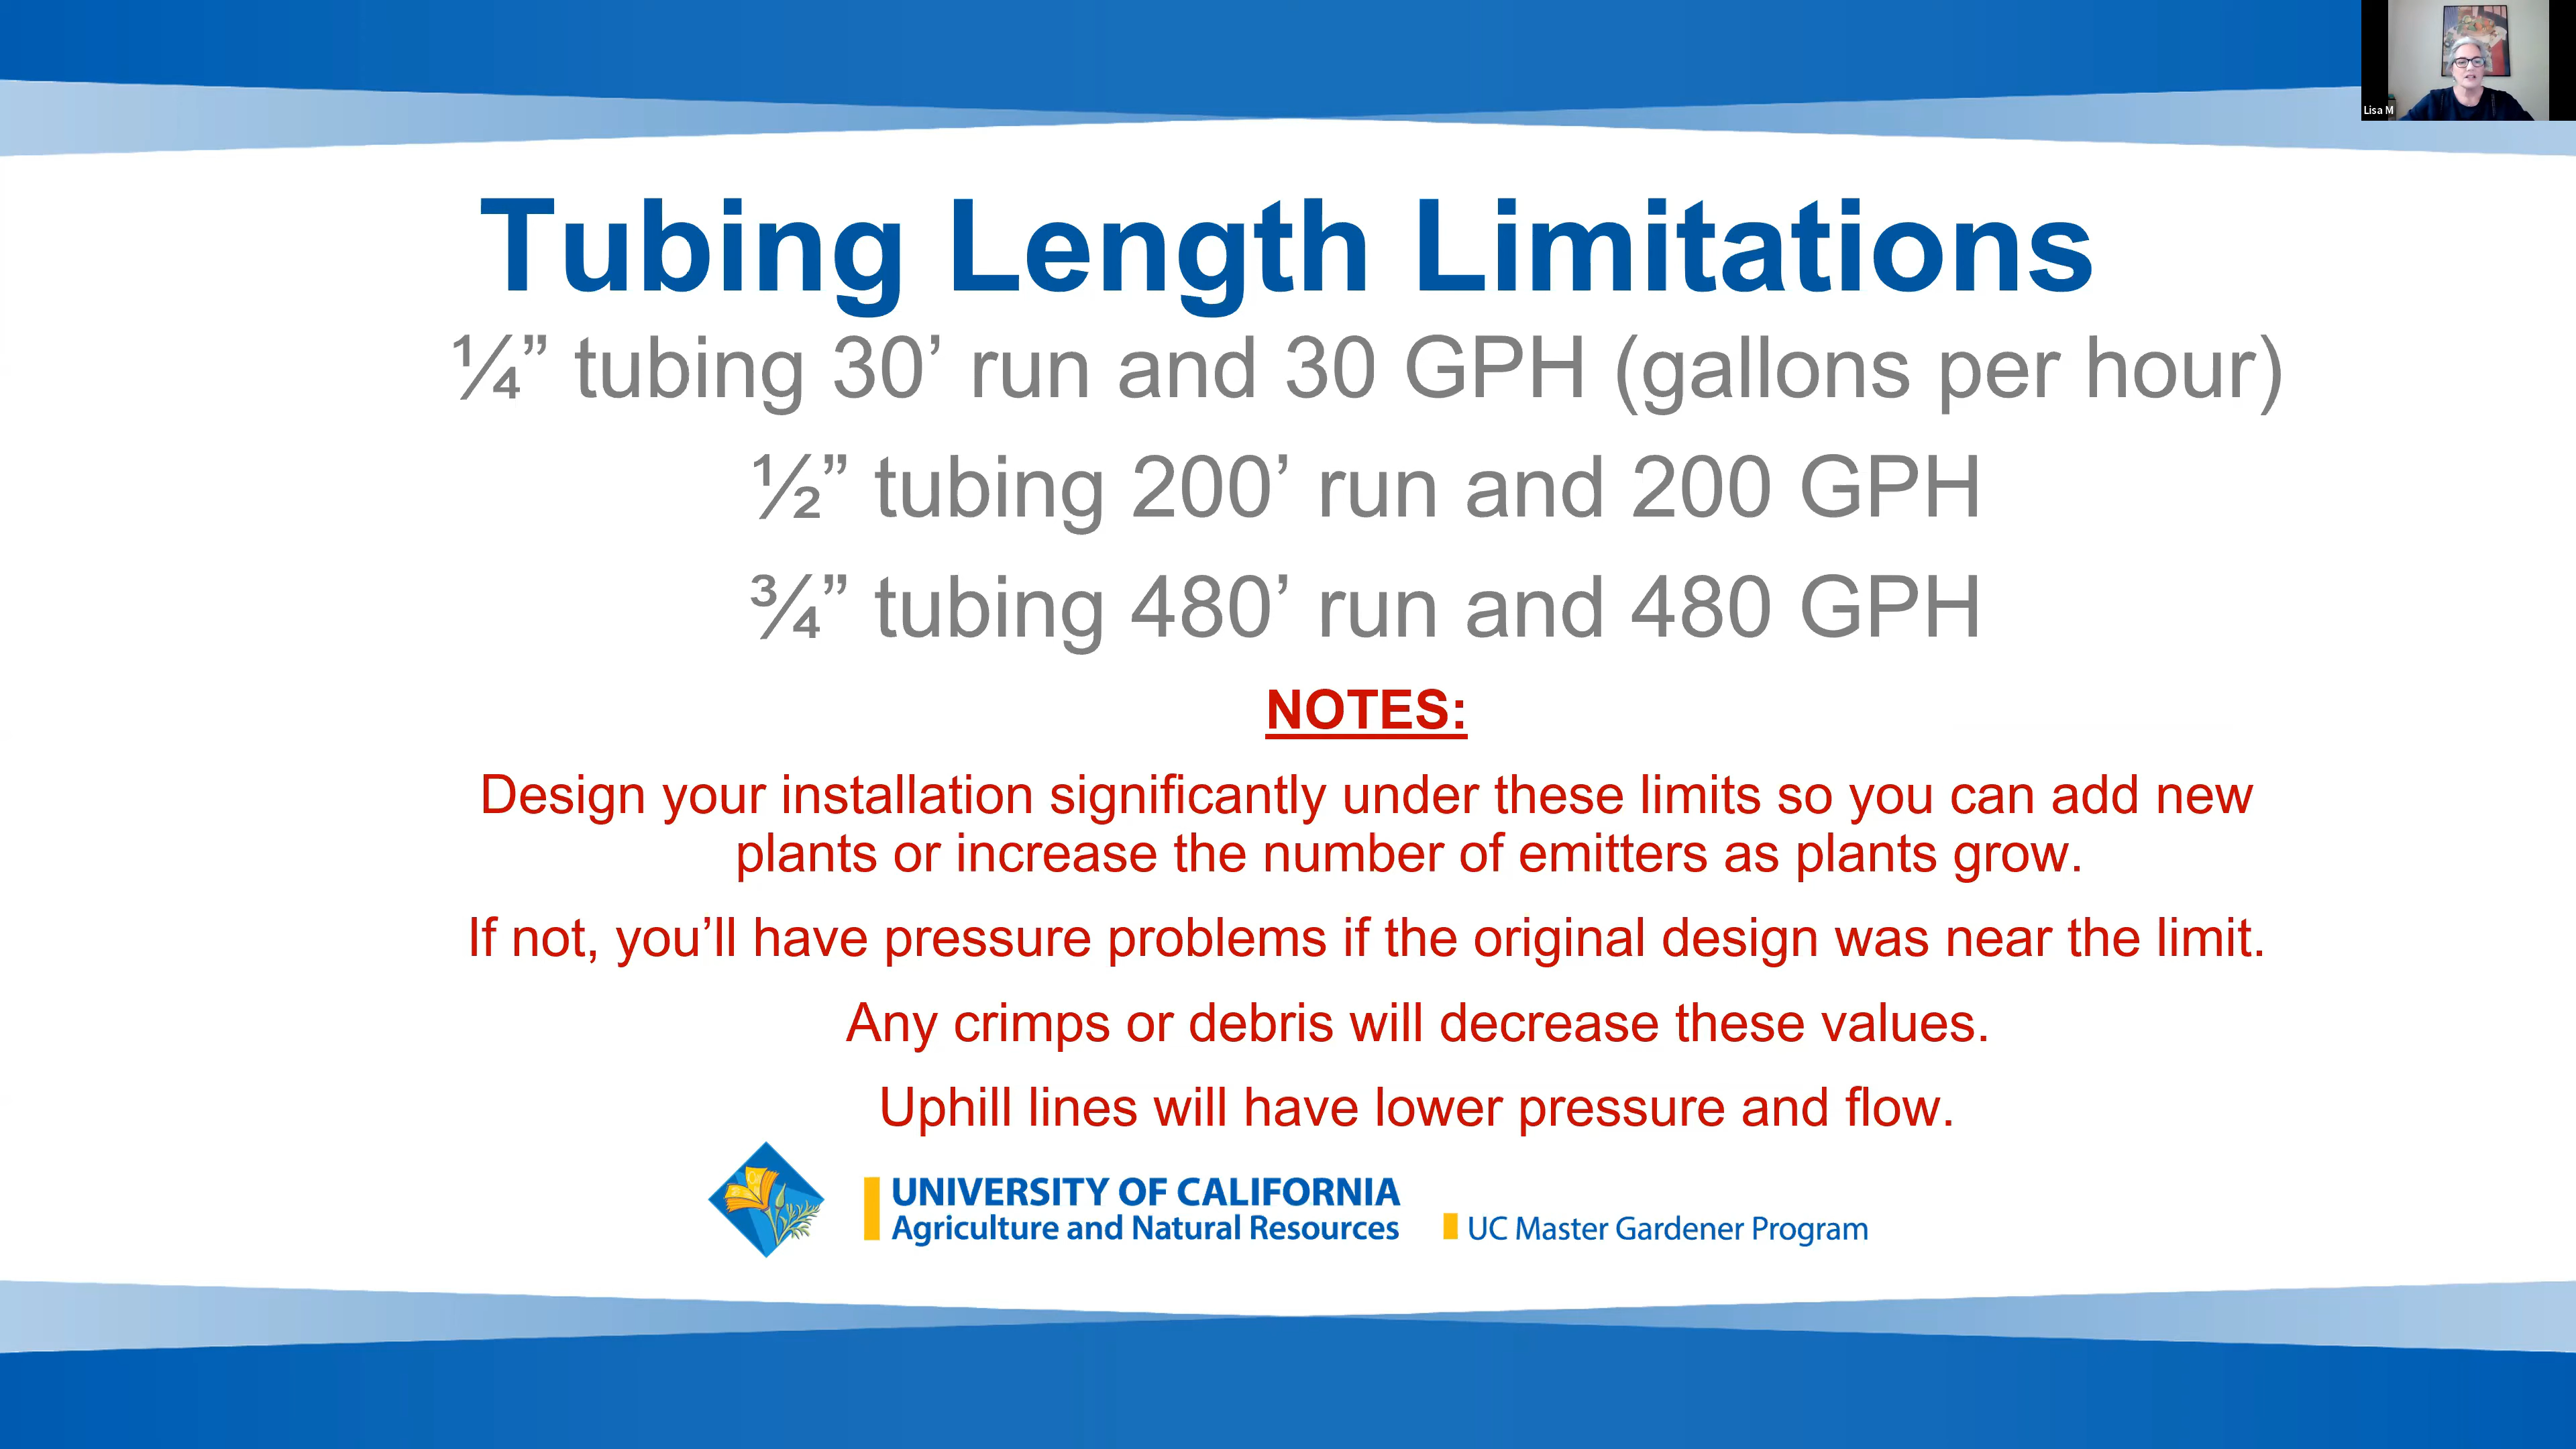 Lisa M
Tubing Length Limitations
¼” tubing 30’ run and 30 GPH (gallons per hour)
½” tubing 200’ run and 200 GPH
¾” tubing 480’ run and 480 GPH
NOTES:
Design your installation significantly under these limits so you can add new
plants or increase the number of emitters as plants grow.
If not, you’ll have pressure problems if the original design was near the limit.
Any crimps or debris will decrease these values.
Uphill lines will have lower pressure and flow.
UNIVERSITY OF CALIFORNIA
Agriculture and Natural Resources
UC Master Gardener Program